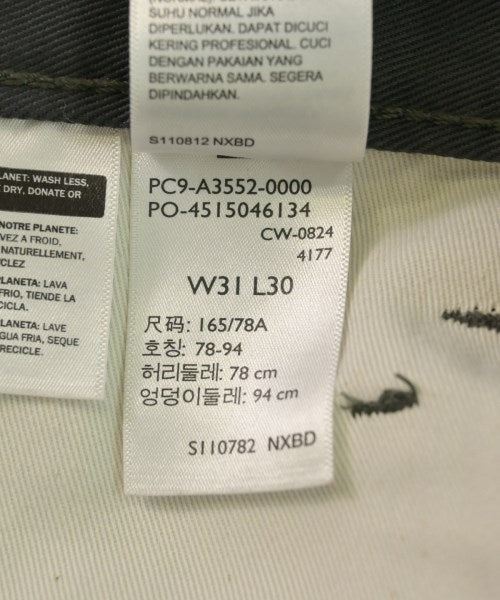 (NORMAL). 
SUHU NORMAL JIKA
DIPERLUKAN. DAPAT DICUCI
KERING PROFESIONAL. CUCI
DENGAN PAKAIAN YANG
BERWARNA SAMA. SEGERA
DIPINDAHKAN.
S110812 NXBD
PLANET: WASH LESS,
DRY, DONATE OR
NOTRE PLANETE:
VEZ A FROID,
NATURELLEMENT,
CYCLEZ
PLANETA: LAVA
FRIO, TIENDE LA
CICLA.
PLANETA: LAVE
GUA FRIA, SEQUE
RECICLE.
PC9-A3552-0000
PO-4515046134
CW-0824
4177
W31 L30
尺码: 165/78A
호칭: 78-94
허리둘레: 78 cm
엉덩이둘레: 94 cm
S110782 NXBD